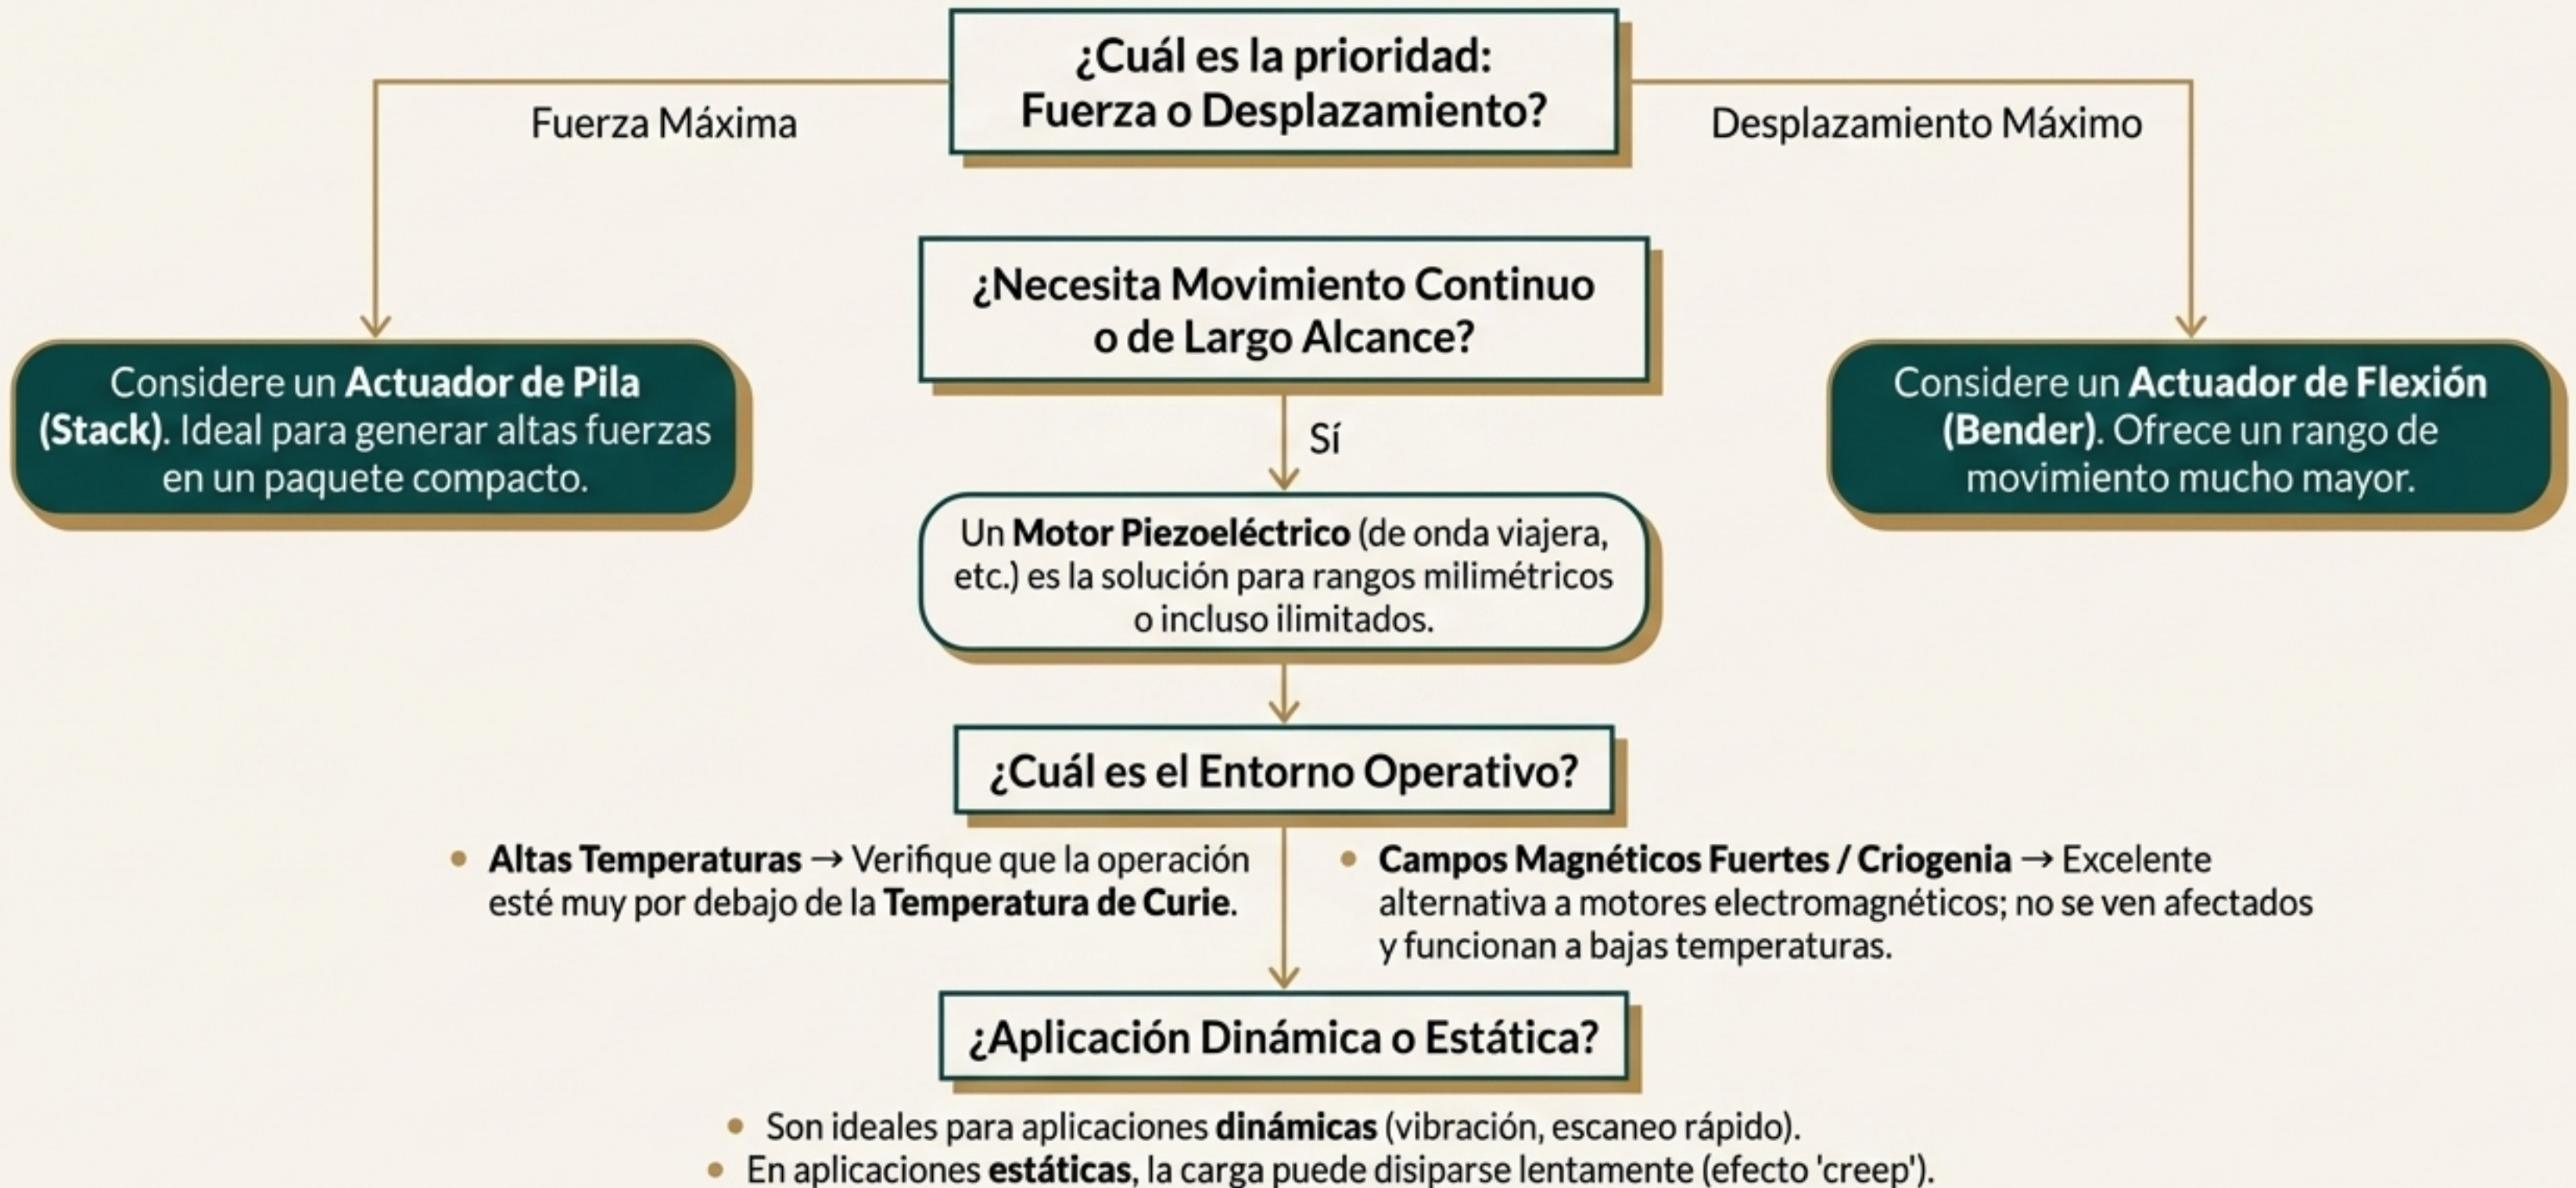 ¿Cuál es la prioridad:
Fuerza o Desplazamiento?
Fuerza Máxima
Desplazamiento Máximo
Considere un Actuador de Pila
(Stack). Ideal para generar altas fuerzas
en un paquete compacto.
¿Necesita Movimiento Continuo
o de Largo Alcance?
Considere un Actuador de Flexión
(Bender). Ofrece un rango de
movimiento mucho mayor.
Sí
Un Motor Piezoeléctrico (de onda viajera,
etc.) es la solución para rangos milimétricos
o incluso ilimitados.
¿Cuál es el Entorno Operativo?
• Altas Temperaturas → Verifique que la operación
esté muy por debajo de la Temperatura de Curie.
• Campos Magnéticos Fuertes / Criogenia → Excelente
alternativa a motores electromagnéticos; no se ven afectados
y funcionan a bajas temperaturas.
¿Aplicación Dinámica o Estática?
• Son ideales para aplicaciones dinámicas (vibración, escaneo rápido).
• En aplicaciones estáticas, la carga puede disiparse lentamente (efecto 'creep').